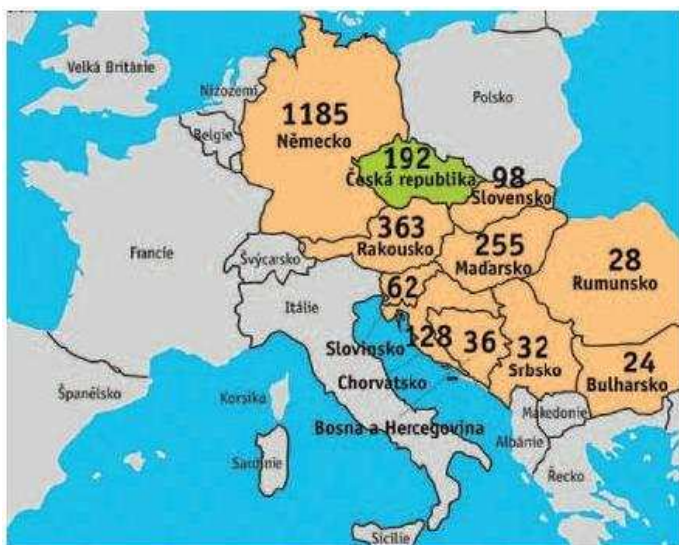 Velká Británie
Nizozemí
Polsko
1185
Německo
Belgie
192
Česká republika
98
Slovensko
363
Rakousko
255
Maďarsko
28
Rumunsko
Francie
Švýcarsko
Itálie
62
Slovinsko
128
36
32
Srbsko
24
Bulharsko
Chorvatsko
Španělsko
Korsika
Bosna a Hercegovina
Makedonie
Albánie
Řecko
Sardinie
Sicílie